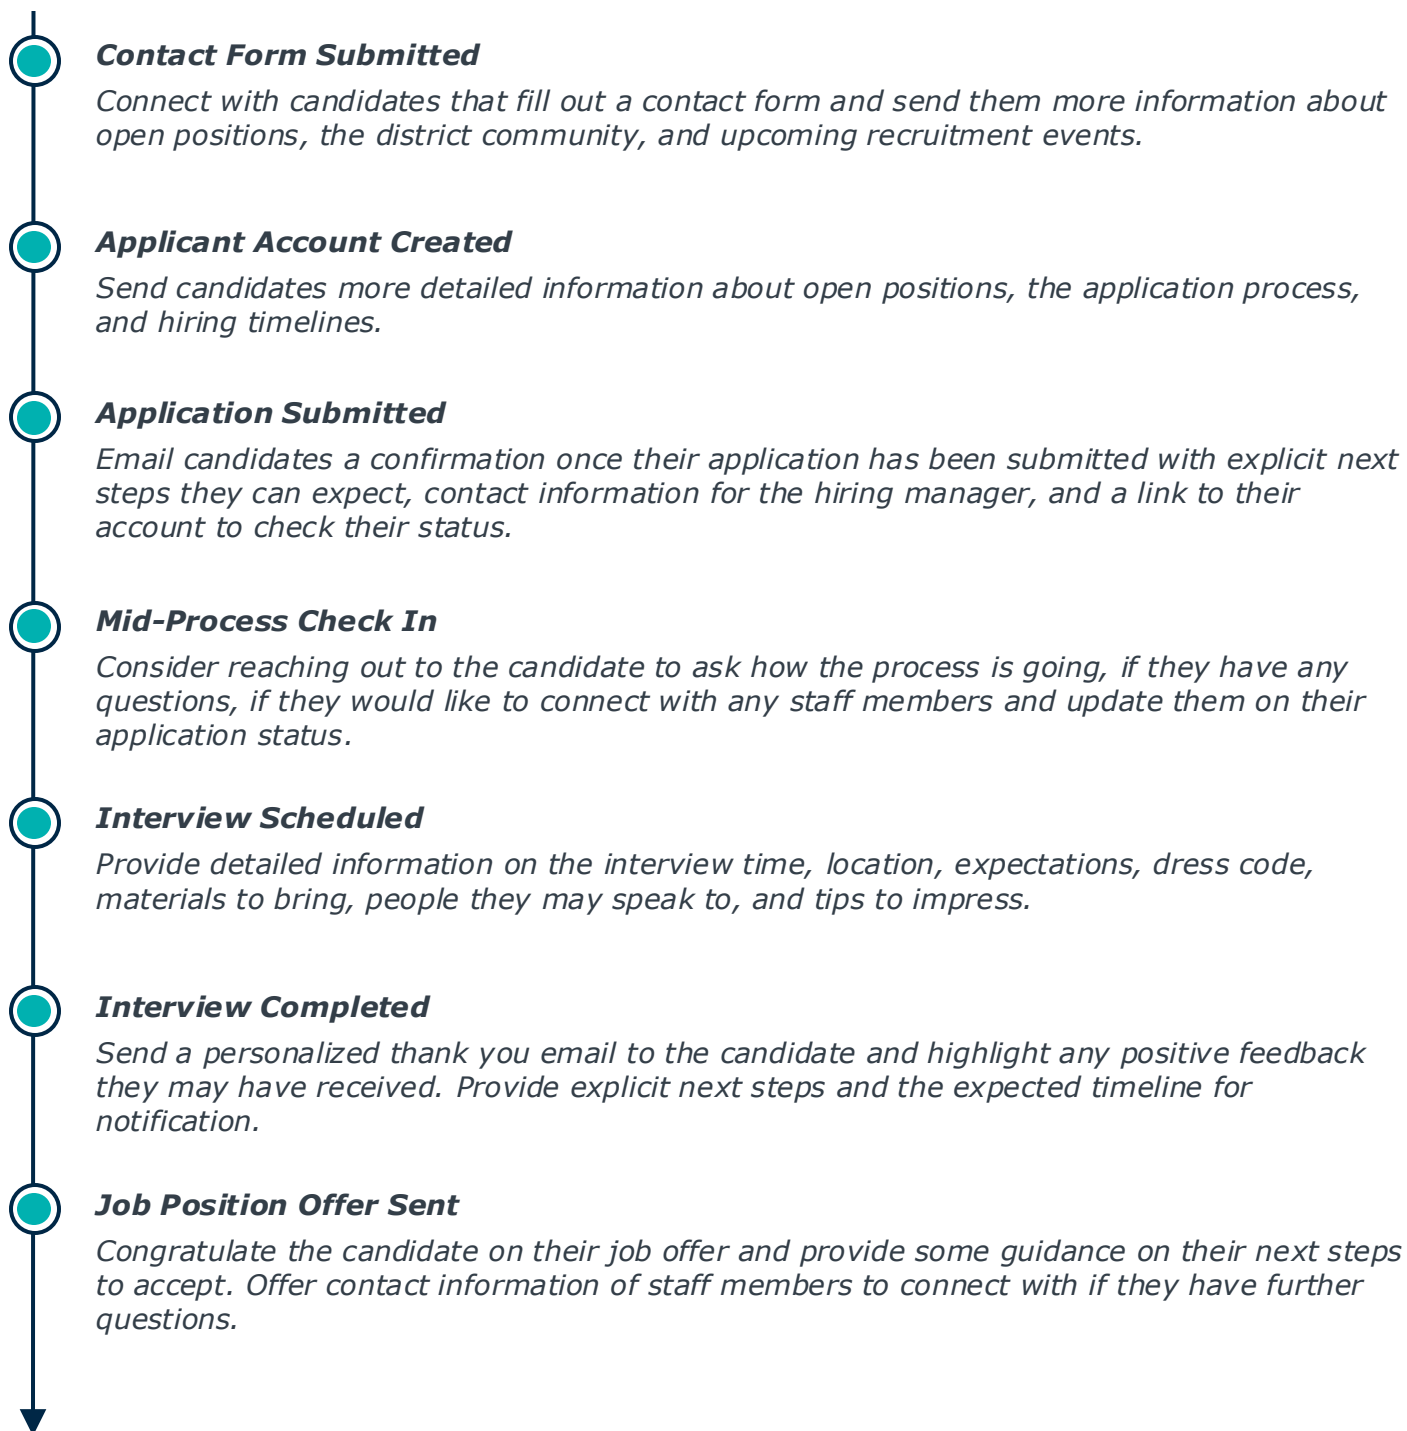 Contact Form Submitted
Connect with candidates that fill out a contact form and send them more information about
open positions, the district community, and upcoming recruitment events.
Applicant Account Created
Send candidates more detailed information about open positions, the application process,
and hiring timelines.
Application Submitted
Email candidates a confirmation once their application has been submitted with explicit next
steps they can expect, contact information for the hiring manager, and a link to their
account to check their status.
Mid-Process Check In
Consider reaching out to the candidate to ask how the process is going, if they have any
questions, if they would like to connect with any staff members and update them on their
application status.
Interview Scheduled
Provide detailed information on the interview time, location, expectations, dress code,
materials to bring, people they may speak to, and tips to impress.
Interview Completed
Send a personalized thank you email to the candidate and highlight any positive feedback
they may have received. Provide explicit next steps and the expected timeline for
notification.
Job Position Offer Sent
Congratulate the candidate on their job offer and provide some guidance on their next steps
to accept. Offer contact information of staff members to connect with if they have further
questions.